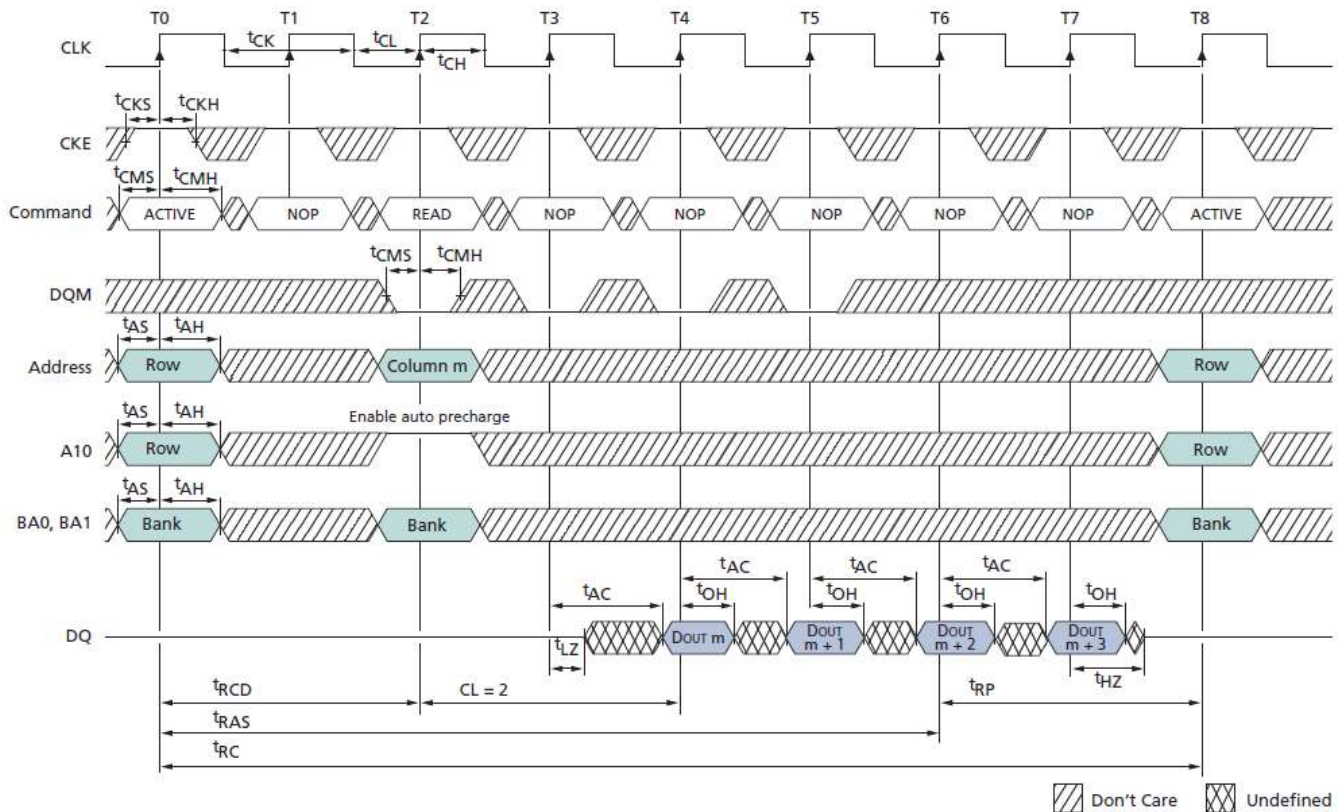 T0 T1 T2 T3 T4 T5 T6 T7 T8
CLK tCK tCL tCH
tCKS tCKH
CKE
tCMS tCMH
Command ACTIVE NOP READ NOP NOP NOP NOP NOP ACTIVE
tCMS tCMH
DQM
tAS tAH
Address Row Column m Row
tAS tAH Enable auto precharge
A10 Row Row
tAS tAH
BA0, BA1 Bank Bank Bank
tAC tAC tAC
tAC tOH tOH tOH tOH
DQ DOUT m DOUT m + 1 DOUT m + 2 DOUT m + 3
tLZ tHZ
tRCD CL = 2 tRP
tRAS
tRC
Don't Care Undefined